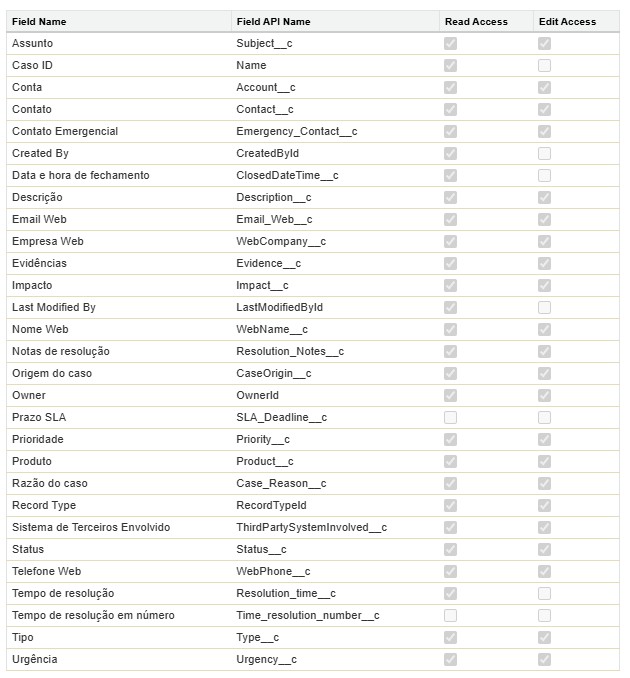 Field Name Field API Name Read Access Edit Access
Assunto Subject__c
Caso ID Name
Conta Account__c
Contato Contact__c
Contato Emergencial Emergency_Contact__c
Created By CreatedById
Data e hora de fechamento ClosedDateTime__c
Descrição Description__c
Email Web Email_Web__c
Empresa Web WebCompany__c
Evidências Evidence__c
Impacto Impact__c
Last Modified By LastModifiedById
Nome Web WebName__c
Notas de resolução Resolution_Notes__c
Origem do caso CaseOrigin__c
Owner OwnerId
Prazo SLA SLA_Deadline__c
Prioridade Priority__c
Produto Product__c
Razão do caso Case_Reason__c
Record Type RecordTypeId
Sistema de Terceiros Envolvido ThirdPartySystemInvolved__c
Status Status__c
Telefone Web WebPhone__c
Tempo de resolução Resolution_time__c
Tempo de resolução em número Time_resolution_number__c
Tipo Type__c
Urgência Urgency__c